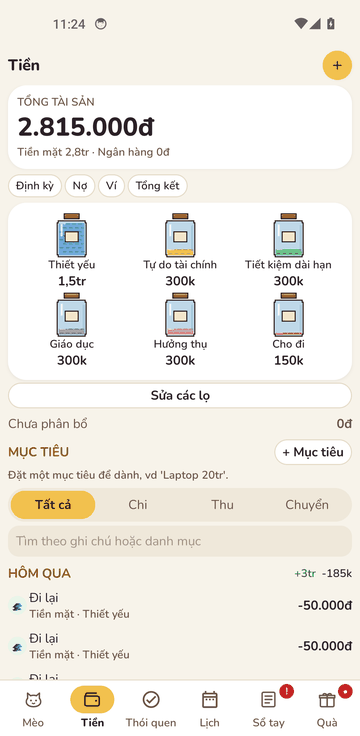 11:24
Tiền
+
TỔNG TÀI SẢN
2.815.000đ
Tiền mặt 2,8tr · Ngân hàng 0đ
Định kỳ Nợ Ví Tổng kết
Thiết yếu Tự do tài chính Tiết kiệm dài hạn
1,5tr 300k 300k
Giáo dục Hưởng thụ Cho đi
300k 300k 150k
Sửa các lọ
Chưa phân bổ 0đ
MỤC TIÊU + Mục tiêu
Đặt một mục tiêu để dành, vd 'Laptop 20tr'.
Tất cả Chi Thu Chuyển
Tìm theo ghi chú hoặc danh mục
HÔM QUA +3tr -185k
Đi lại
Tiền mặt · Thiết yếu -50.000đ
Đi lại
Tiền mặt · Thiết yếu -50.000đ
Đi lại
Mèo Tiền Thói quen Lịch Sổ tay ! Quà